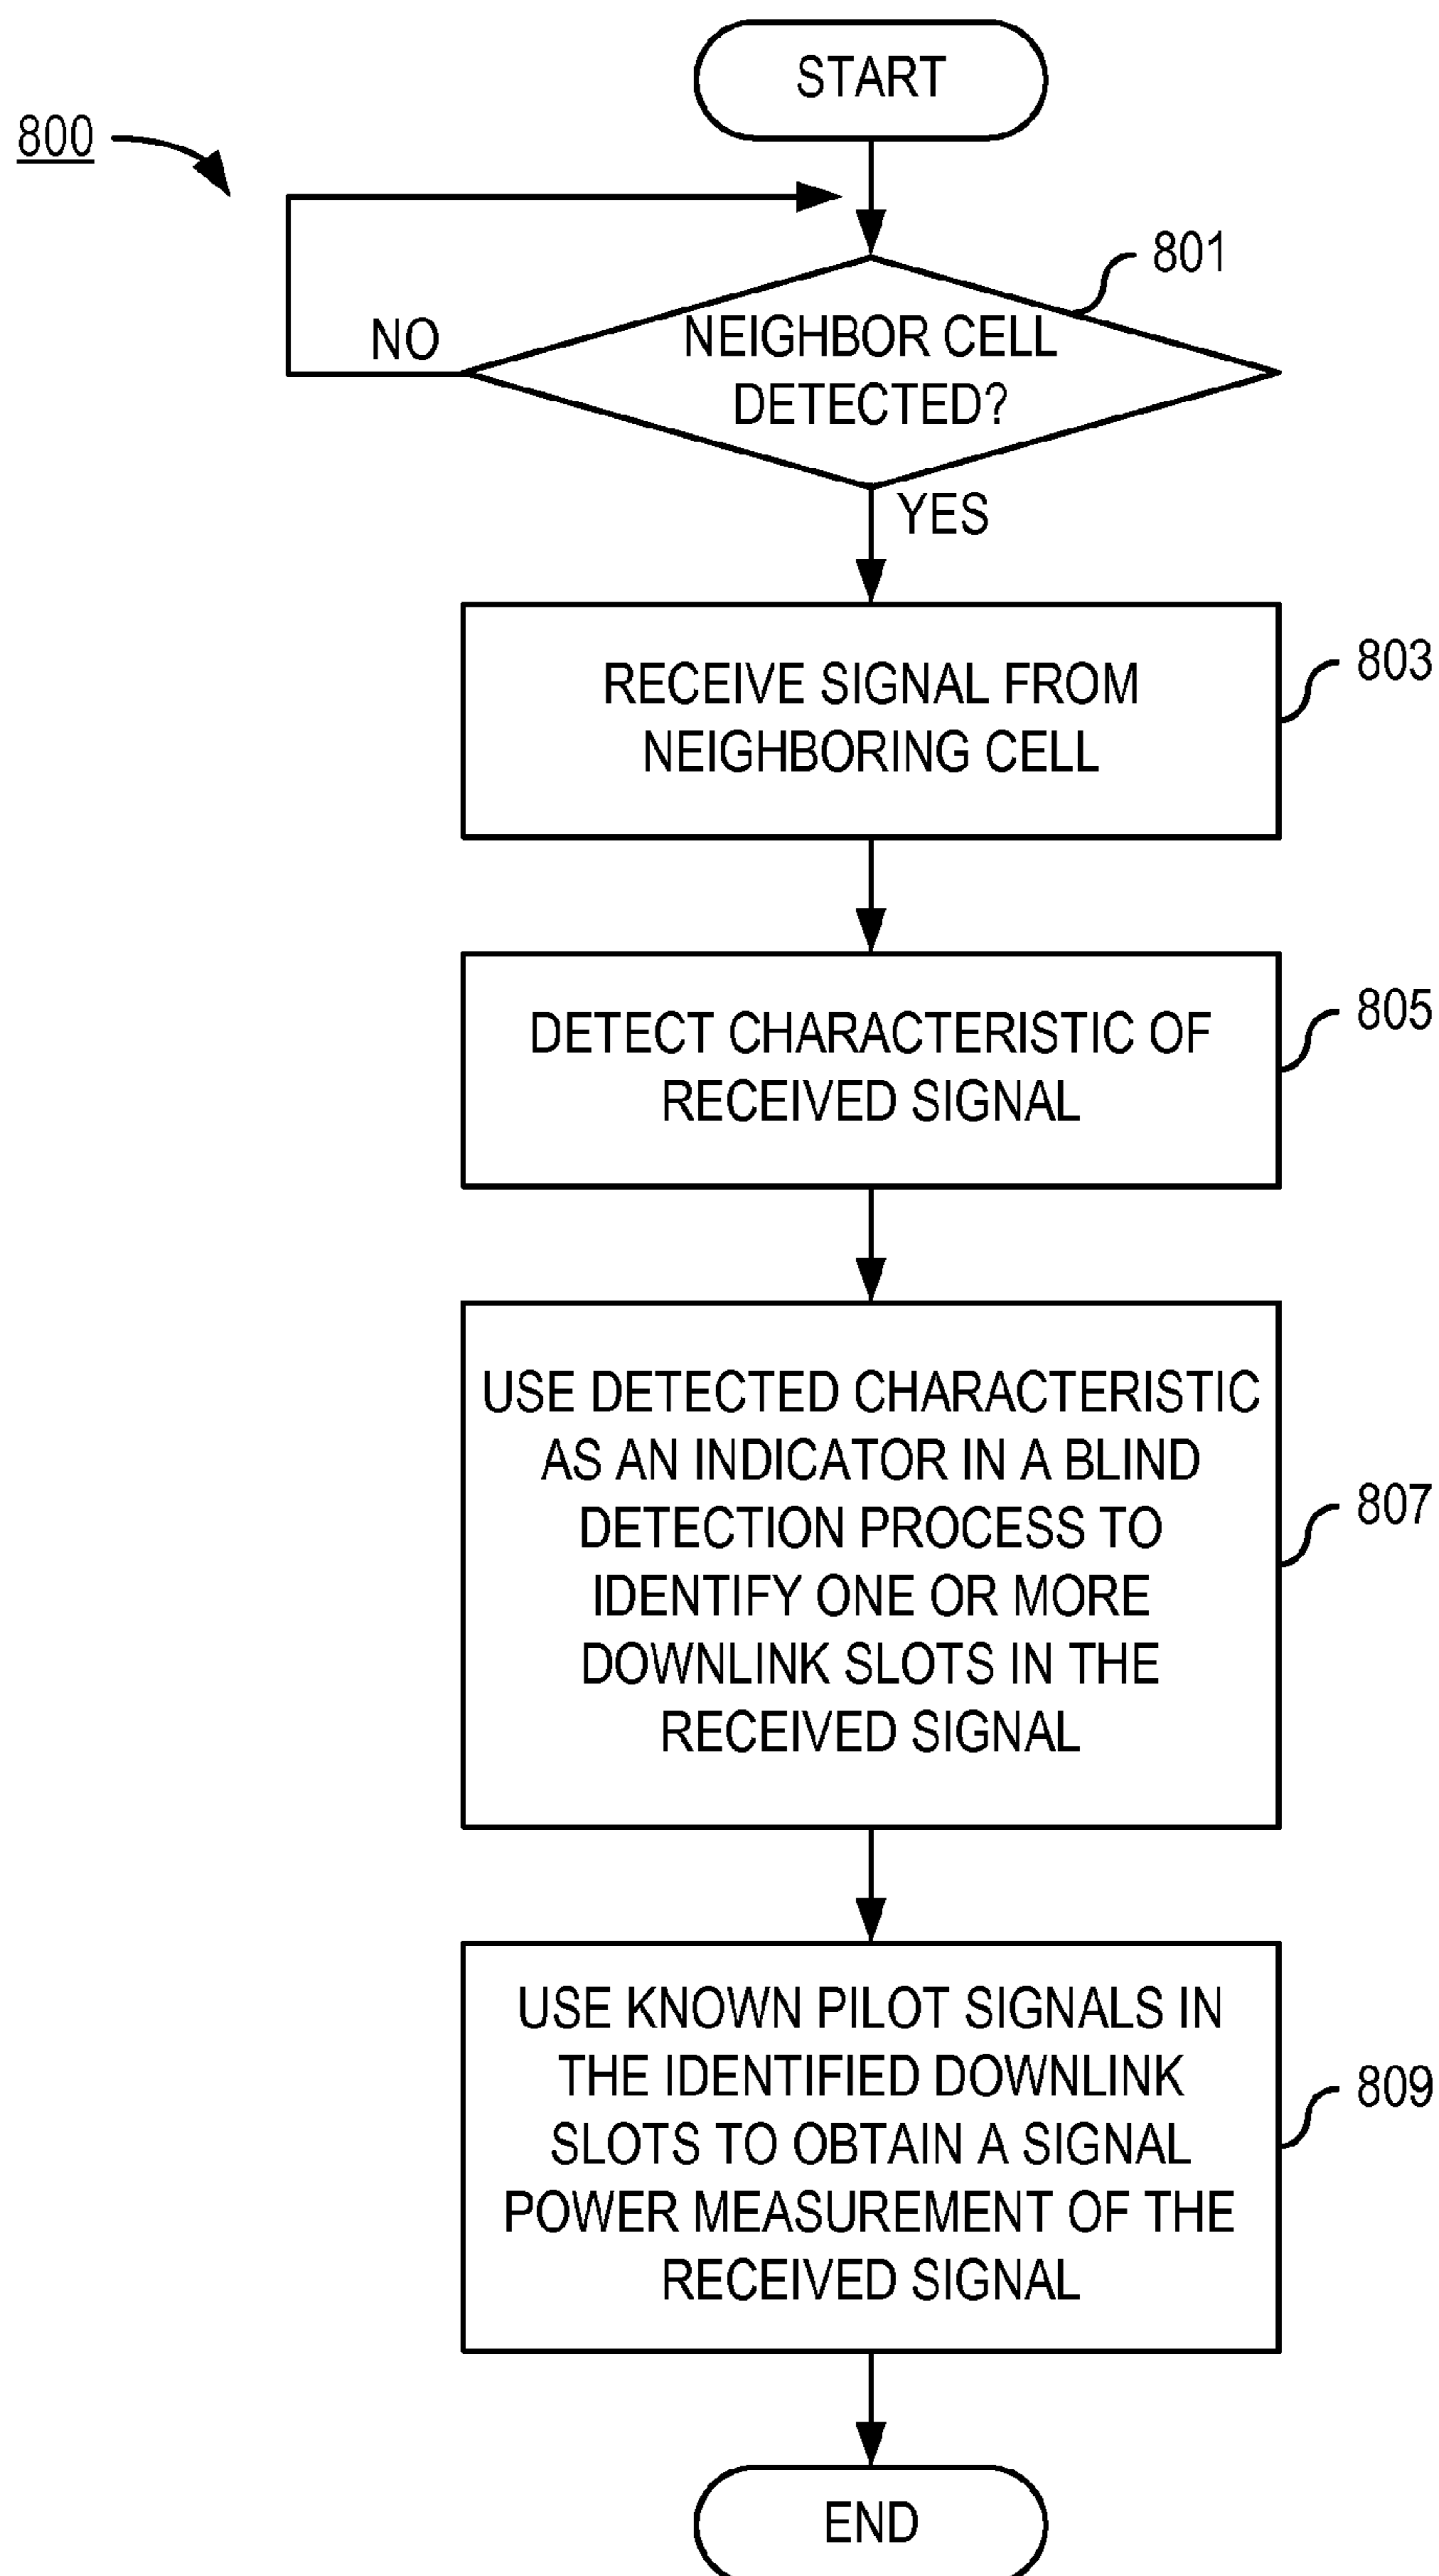 START
800
801
NEIGHBOR CELL
DETECTED?
NO
YES
RECEIVE SIGNAL FROM
NEIGHBORING CELL
803
DETECT CHARACTERISTIC OF
RECEIVED SIGNAL
805
USE DETECTED CHARACTERISTIC
AS AN INDICATOR IN A BLIND
DETECTION PROCESS TO
IDENTIFY ONE OR MORE
DOWNLINK SLOTS IN THE
RECEIVED SIGNAL
807
USE KNOWN PILOT SIGNALS IN
THE IDENTIFIED DOWNLINK
SLOTS TO OBTAIN A SIGNAL
POWER MEASUREMENT OF THE
RECEIVED SIGNAL
809
END